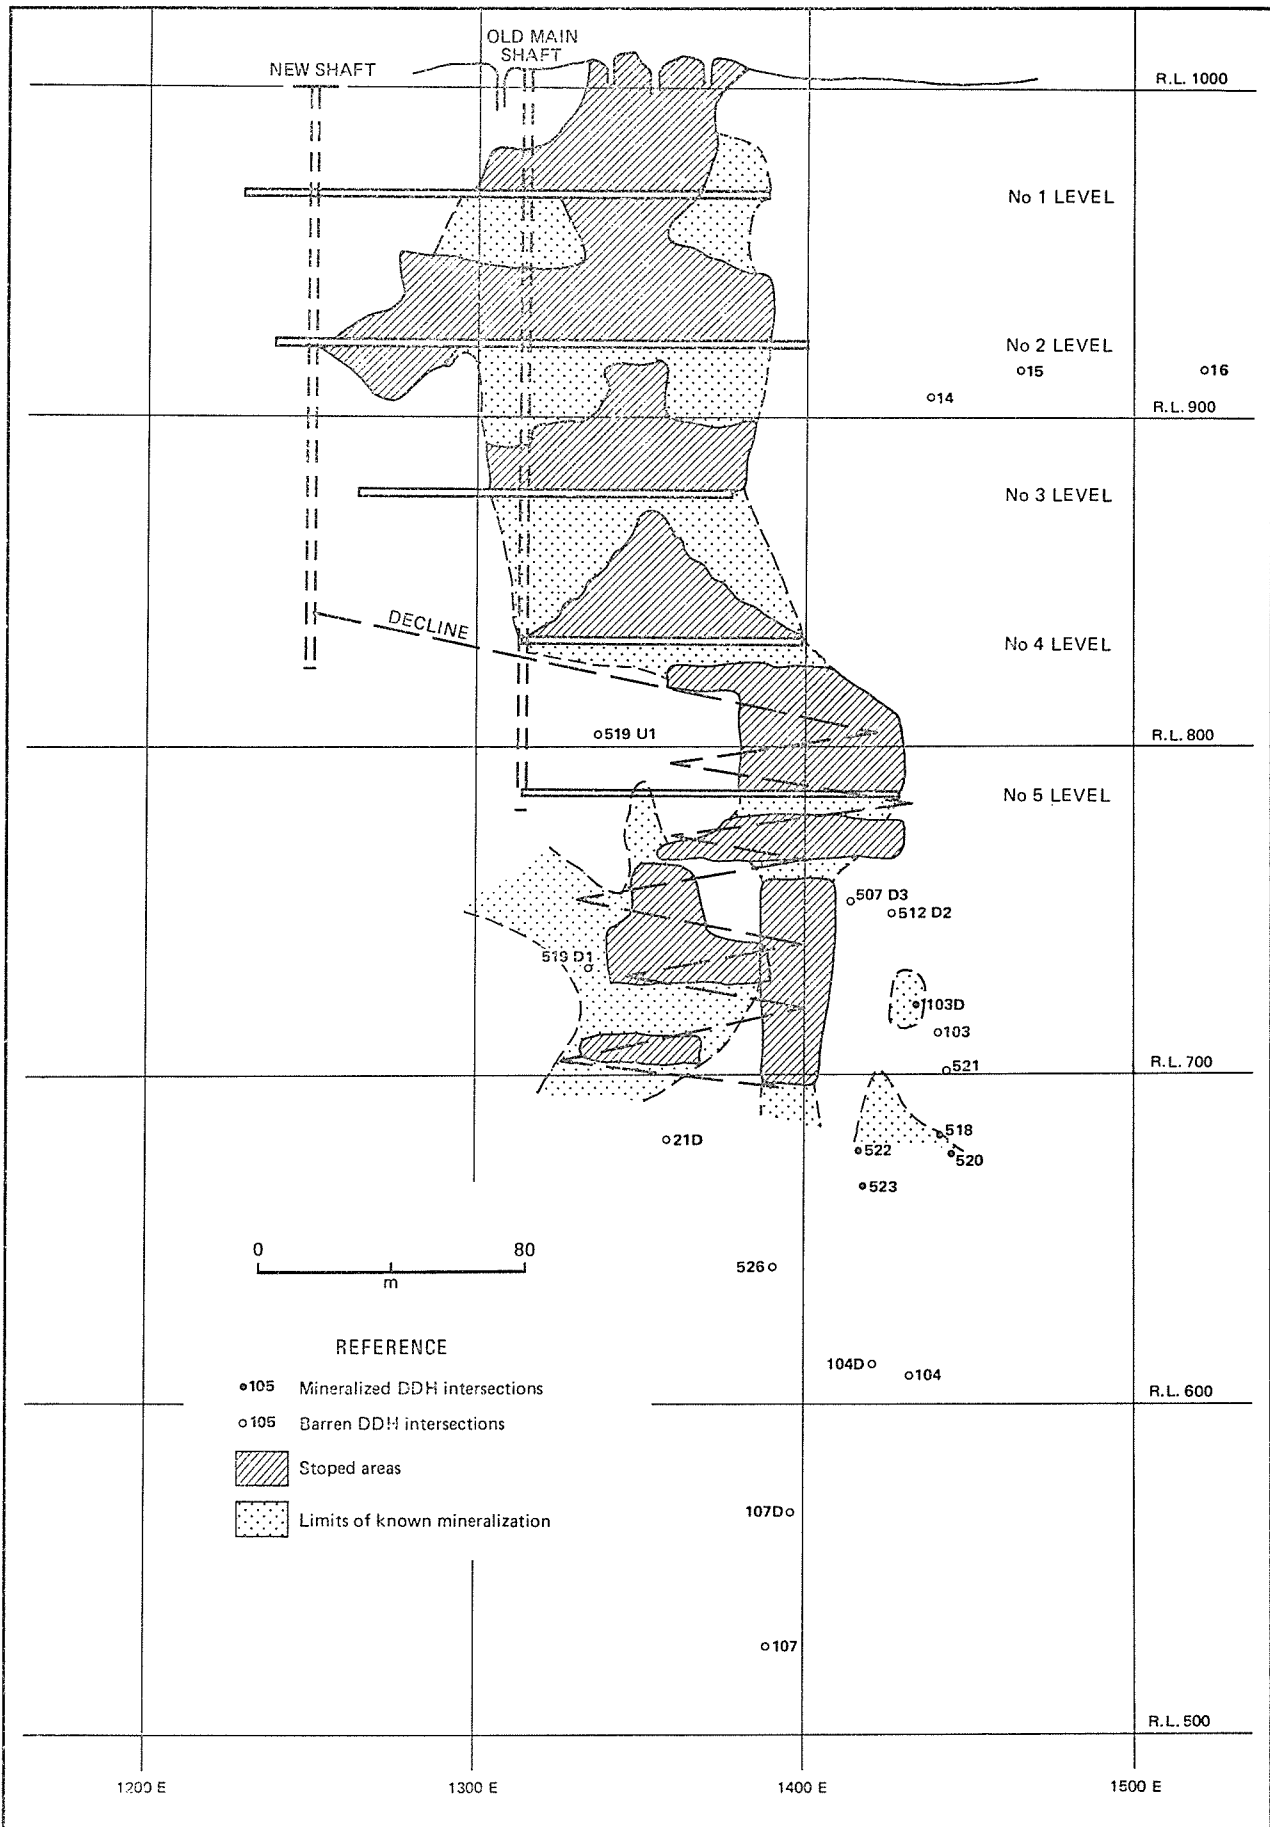 OLD MAIN
SHAFT
NEW SHAFT
R.L. 1000
No 1 LEVEL
No 2 LEVEL
15
16
14
R.L. 900
No 3 LEVEL
DECLINE
No 4 LEVEL
519 U1
R.L. 800
No 5 LEVEL
507 D3
512 D2
519 D1
103D
103
521
R.L. 700
21D
518
522
520
523
0 80
m
526
REFERENCE
104D
104
105 Mineralized DDH intersections
R.L. 600
105 Barren DDH intersections
Stoped areas
107D
Limits of known mineralization
107
R.L. 500
1200 E 1300 E 1400 E 1500 E